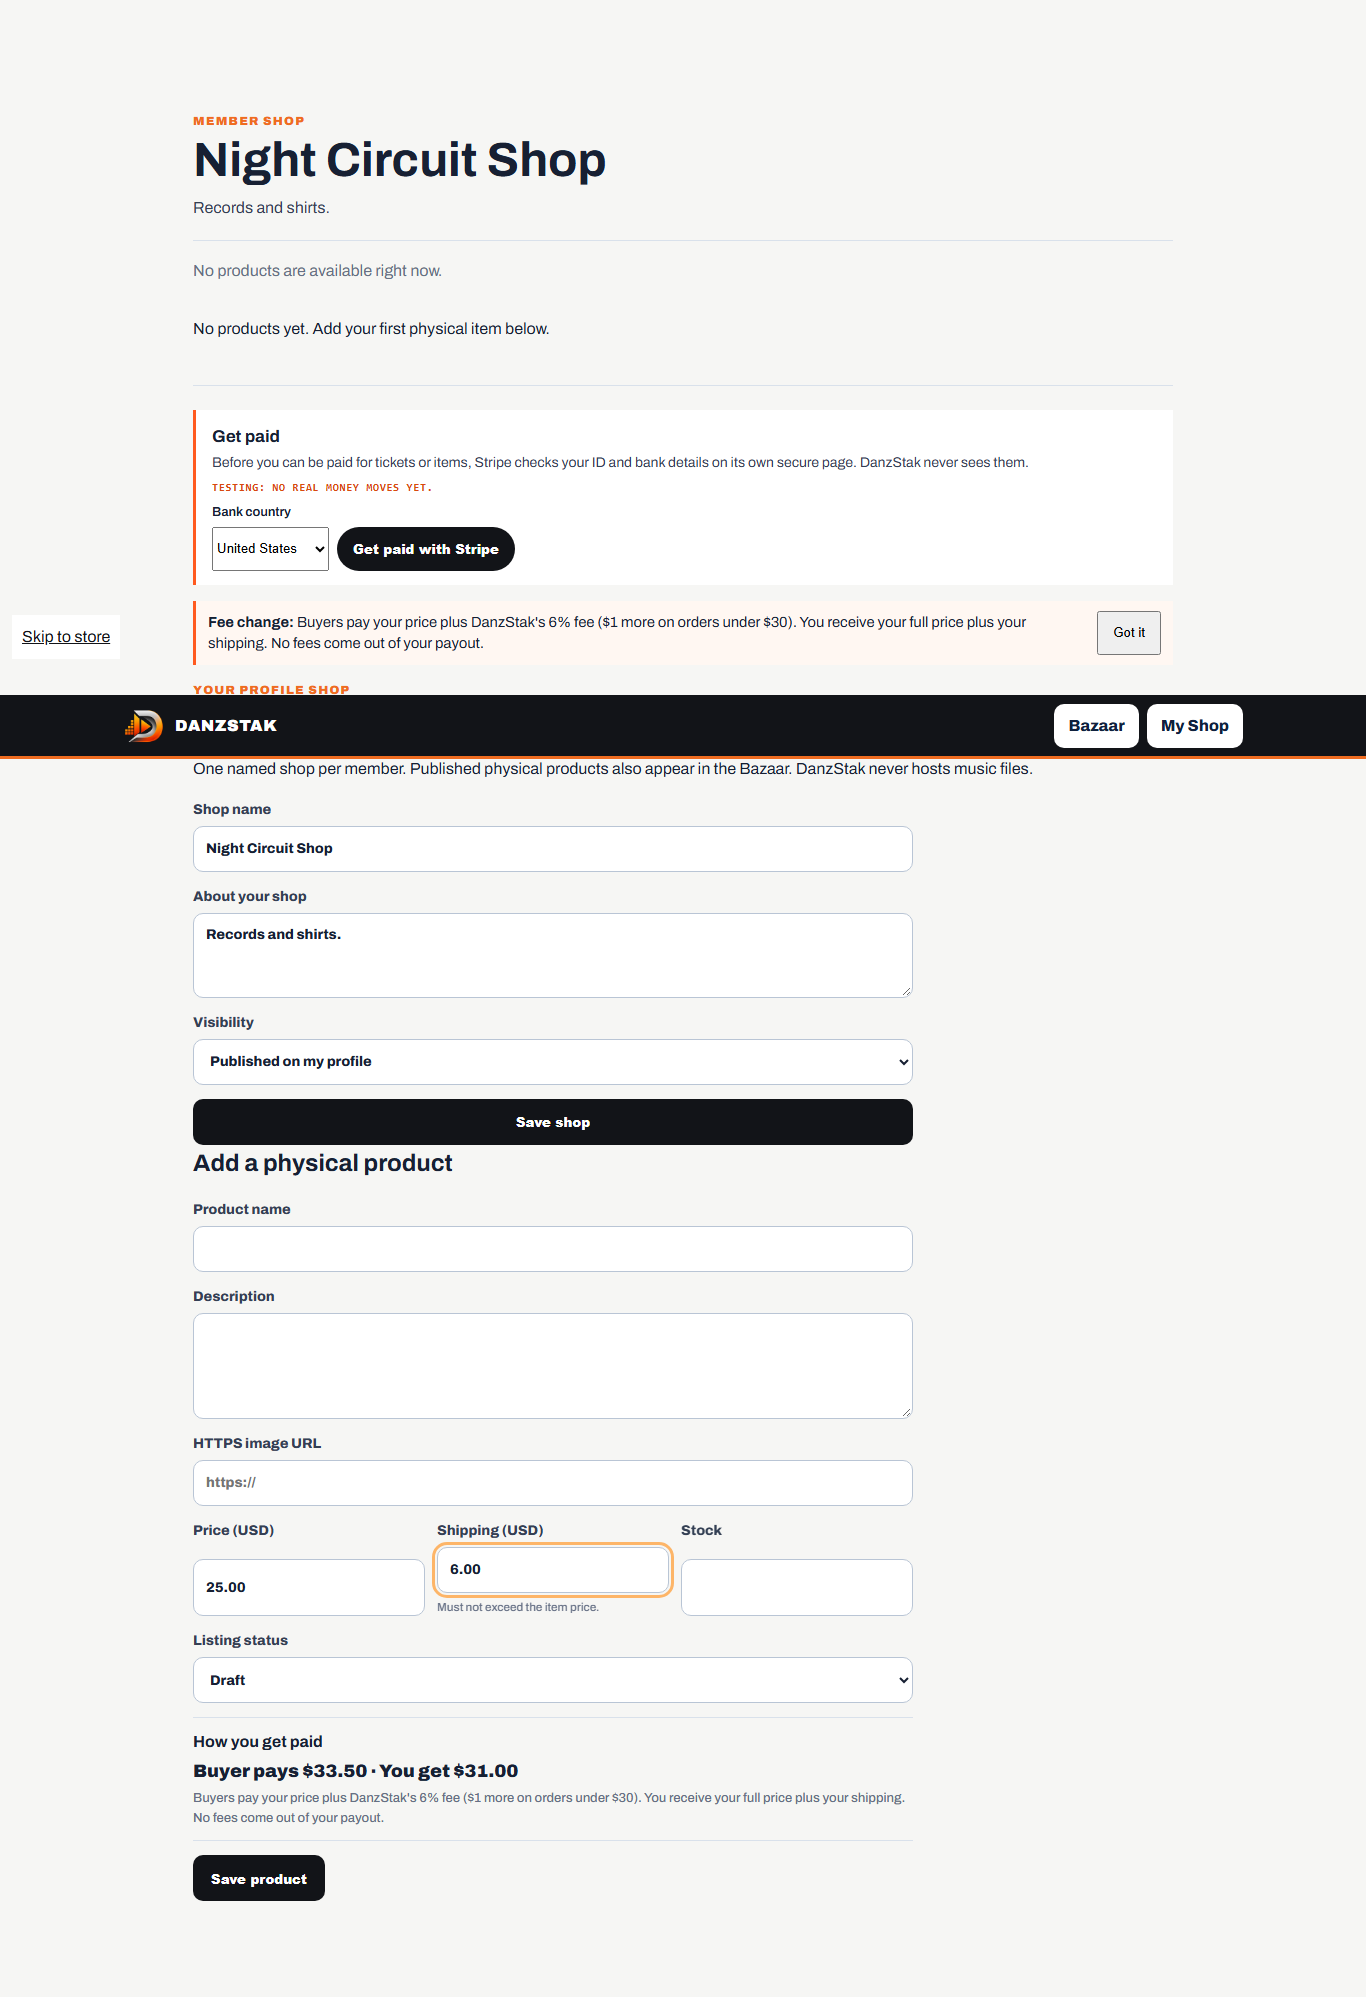 MEMBER SHOP
Night Circuit Shop
Records and shirts.
No products are available right now.
No products yet. Add your first physical item below.
Get paid
Before you can be paid for tickets or items, Stripe checks your ID and bank details on its own secure page. DanzStak never sees them.
TESTING: NO REAL MONEY MOVES YET.
Bank country
United States
Get paid with Stripe
Skip to store
Fee change: Buyers pay your price plus DanzStak's 6% fee ($1 more on orders under $30). You receive your full price plus your
shipping. No fees come out of your payout.
Got it
YOUR PROFILE SHOP
DANZSTAK
Bazaar
My Shop
One named shop per member. Published physical products also appear in the Bazaar. DanzStak never hosts music files.
Shop name
Night Circuit Shop
About your shop
Records and shirts.
Visibility
Published on my profile
Save shop
Add a physical product
Product name
Description
HTTPS image URL
https://
Price (USD)
Shipping (USD)
Stock
25.00
6.00
Must not exceed the item price.
Listing status
Draft
How you get paid
Buyer pays $33.50 · You get $31.00
Buyers pay your price plus DanzStak's 6% fee ($1 more on orders under $30). You receive your full price plus your shipping.
No fees come out of your payout.
Save product